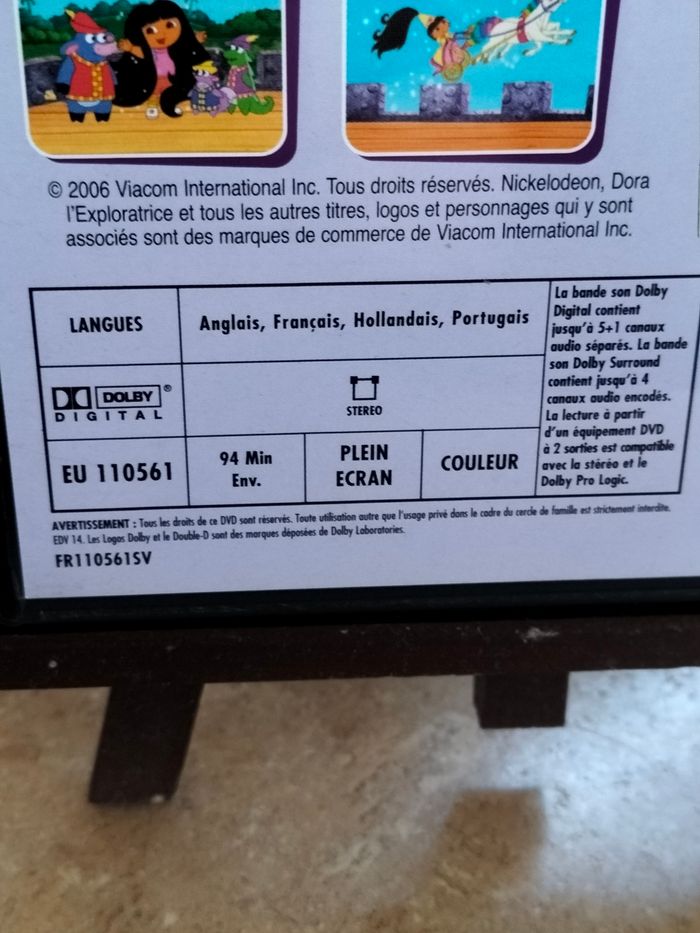 © 2006 Viacom International Inc. Tous droits réservés. Nickelodeon, Dora
l'Exploratrice et tous les autres titres, logos et personnages qui y sont
associés sont des marques de commerce de Viacom International Inc.
LANGUES
Anglais, Français, Hollandais, Portugais
DOLBY ®
DIGITAL
STEREO
EU 110561
94 Min
Env.
PLEIN
ECRAN
COULEUR
La bande son Dolby
Digital contient
jusqu'à 5+1 canaux
audio séparés. La bande
son Dolby Surround
contient jusqu'à 4
canaux audio encodés.
La lecture à partir
d'un équipement DVD
à 2 sorties est compatible
avec la stéréo et le
Dolby Pro Logic.
AVERTISSEMENT : Tous les droits de ce DVD sont réservés. Toute utilisation autre que l'usage privé dans le cadre du cercle de famille est strictement interdite.
EDV 14. Les Logos Dolby et le Double-D sont des marques déposées de Dolby Laboratories.
FR110561SV